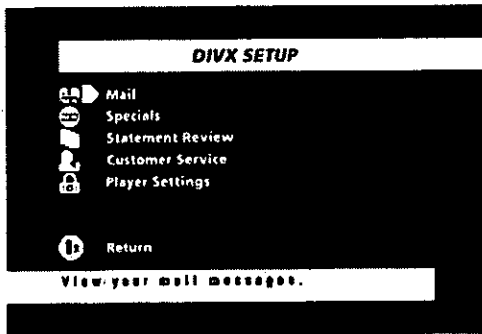 DIVX SETUP
Mail
Specials
Statement Review
Customer Service
Player Settings
Return
View your mail messages.